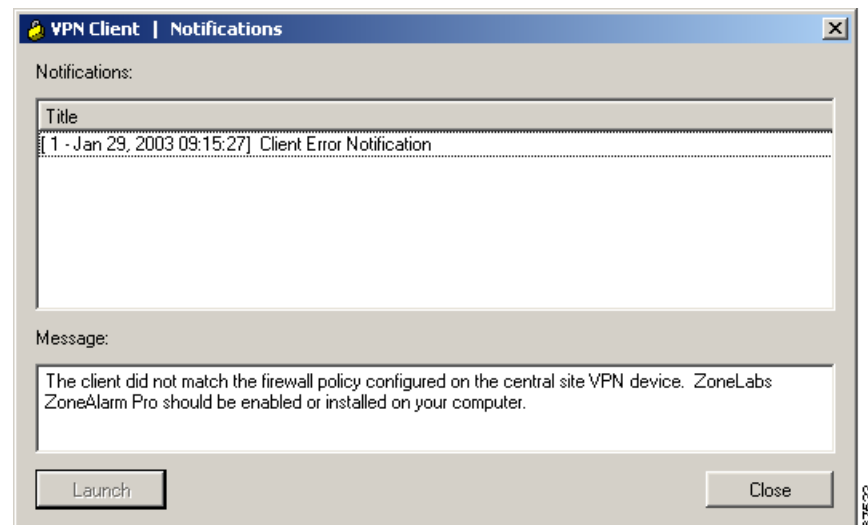 VPN Client | Notifications
Notifications:
Title
[ 1 - Jan 29, 2003 09:15:27] Client Error Notification
Message:
The client did not match the firewall policy configured on the central site VPN device. ZoneLabs
ZoneAlarm Pro should be enabled or installed on your computer.
Launch
Close